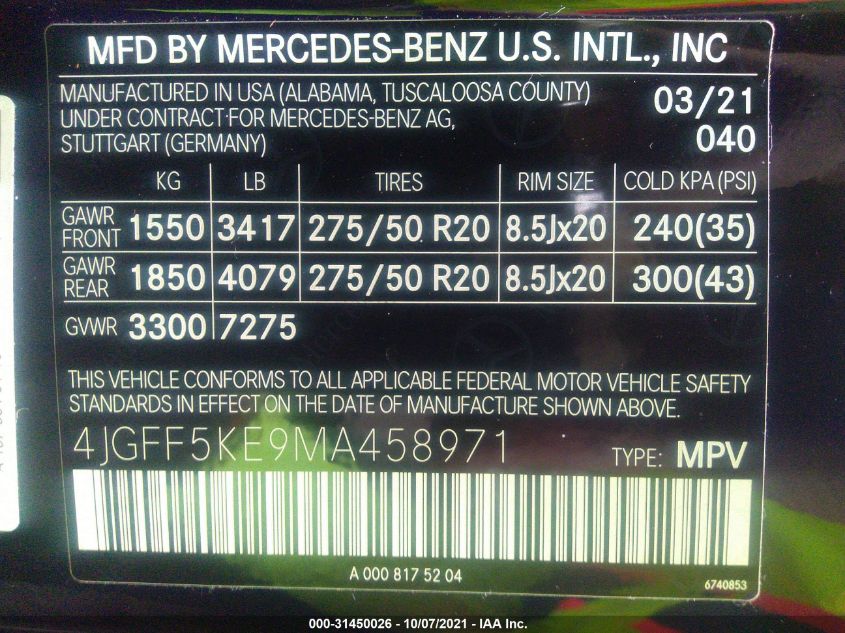 MFD BY MERCEDES-BENZ U.S. INTL., INC
MANUFACTURED IN USA (ALABAMA, TUSCALOOSA COUNTY)
UNDER CONTRACT FOR MERCEDES-BENZ AG,
STUTTGART (GERMANY)
03/21
040
KG LB TIRES RIM SIZE COLD KPA (PSI)
GAWR FRONT 1550 3417 275/50 R20 8.5Jx20 240(35)
GAWR REAR 1850 4079 275/50 R20 8.5Jx20 300(43)
GVWR 3300 7275
THIS VEHICLE CONFORMS TO ALL APPLICABLE FEDERAL MOTOR VEHICLE SAFETY
STANDARDS IN EFFECT ON THE DATE OF MANUFACTURE SHOWN ABOVE.
4JGFF5KE9MA458971 TYPE: MPV
A 000 817 52 04
6740853
000-31450026 - 10/07/2021 - IAA Inc.